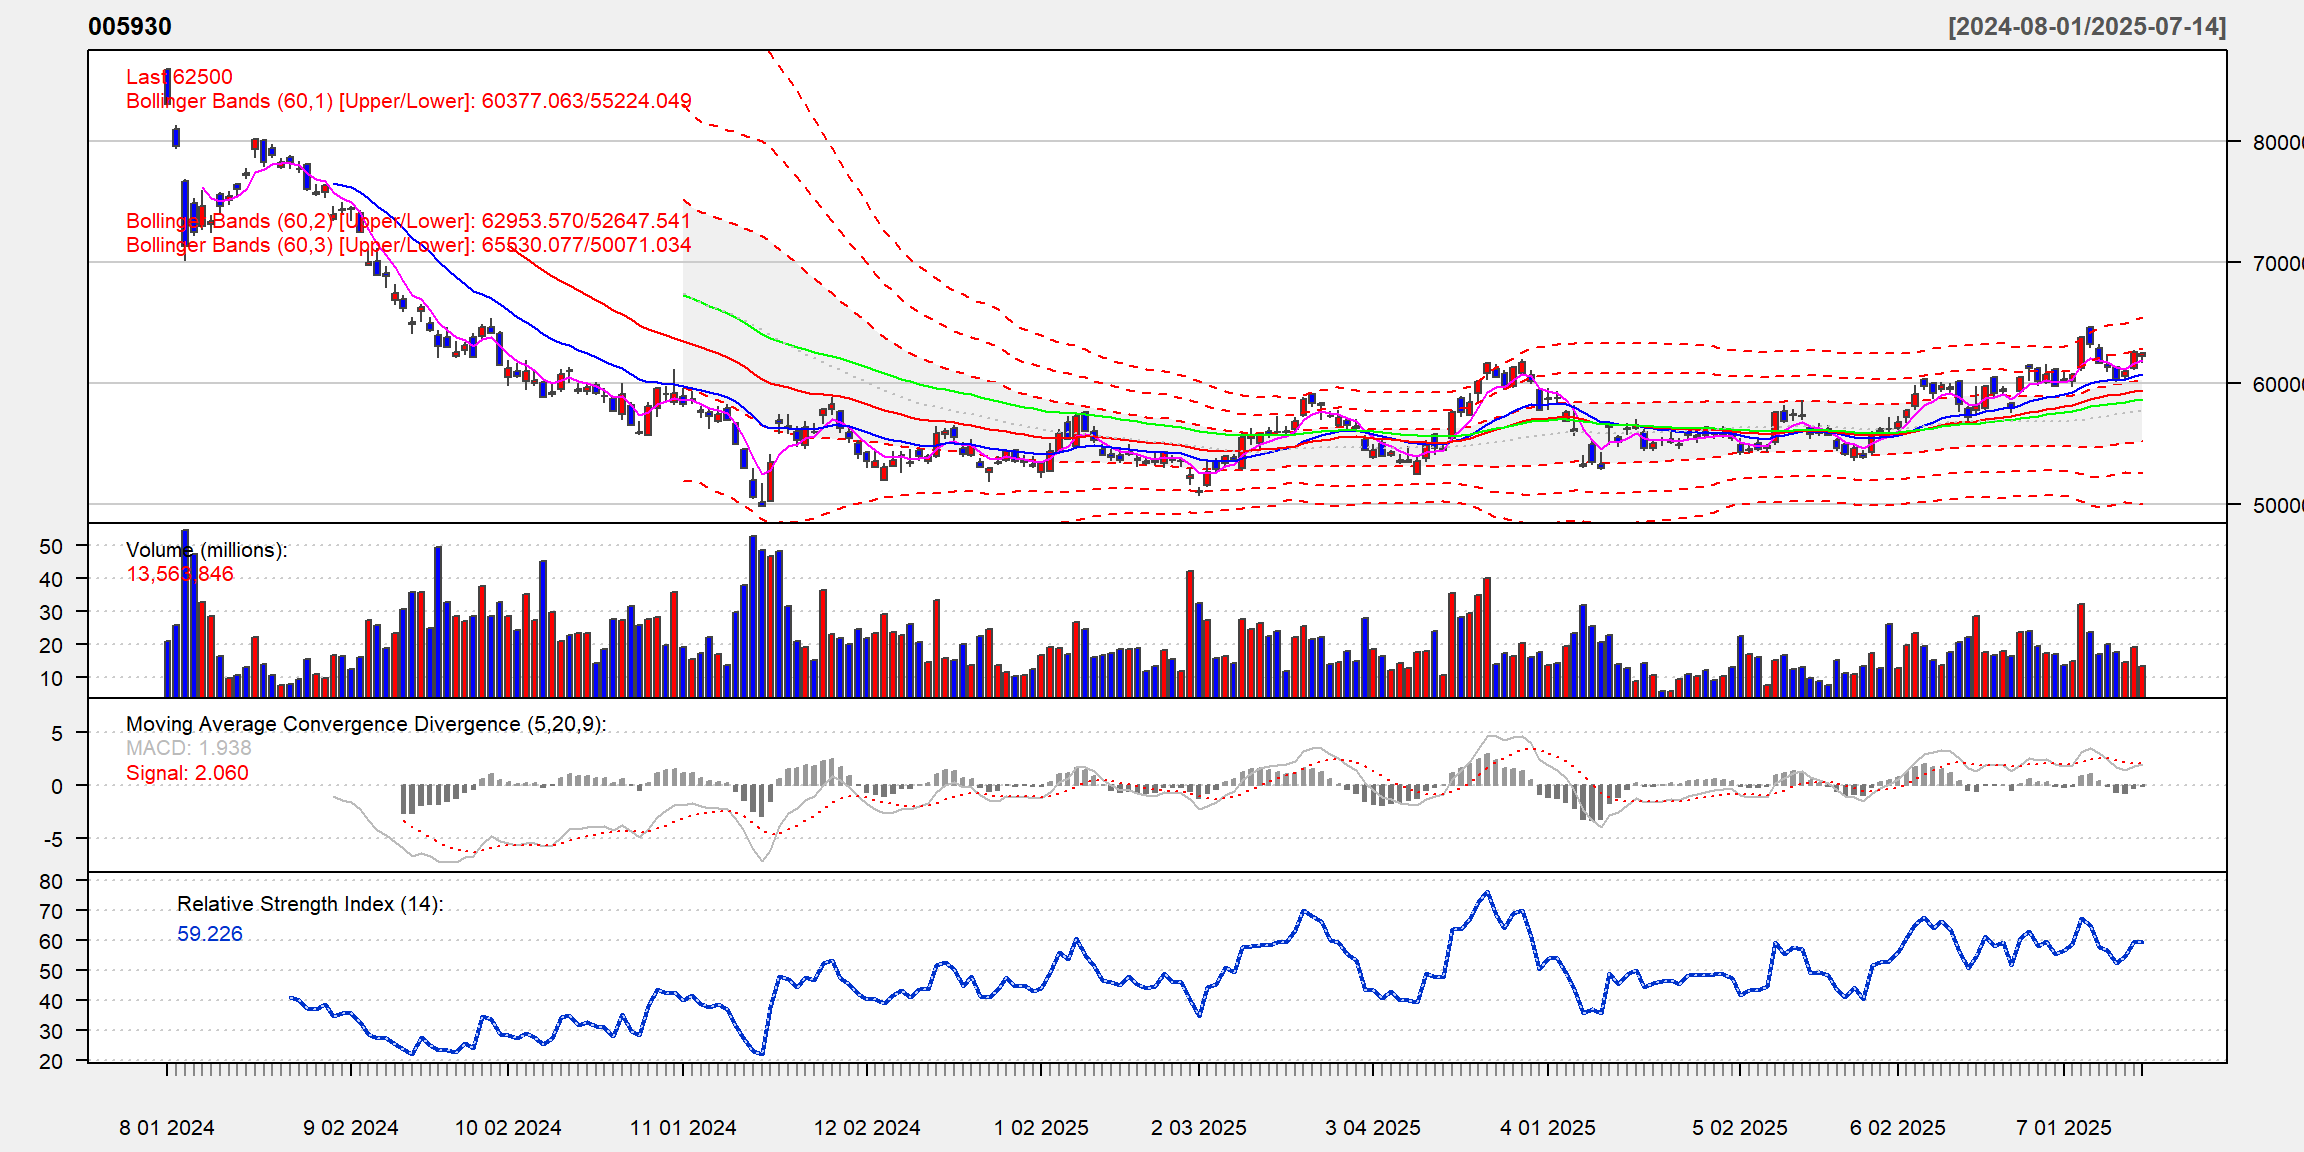 005930
[2024-08-01/2025-07-14]
Last 62500
Bollinger Bands (60,1) [Upper/Lower]: 60377.063/55224.049
Bollinger Bands (60,2) [Upper/Lower]: 62953.570/52647.541
Bollinger Bands (60,3) [Upper/Lower]: 65530.077/50071.034
80000
70000
60000
50000
Volume (millions):
13,563,846
50
40
30
20
10
Moving Average Convergence Divergence (5,20,9):
MACD: 1.938
Signal: 2.060
5
0
-5
Relative Strength Index (14):
59.226
80
70
60
50
40
30
20
8 01 2024
9 02 2024
10 02 2024
11 01 2024
12 02 2024
1 02 2025
2 03 2025
3 04 2025
4 01 2025
5 02 2025
6 02 2025
7 01 2025